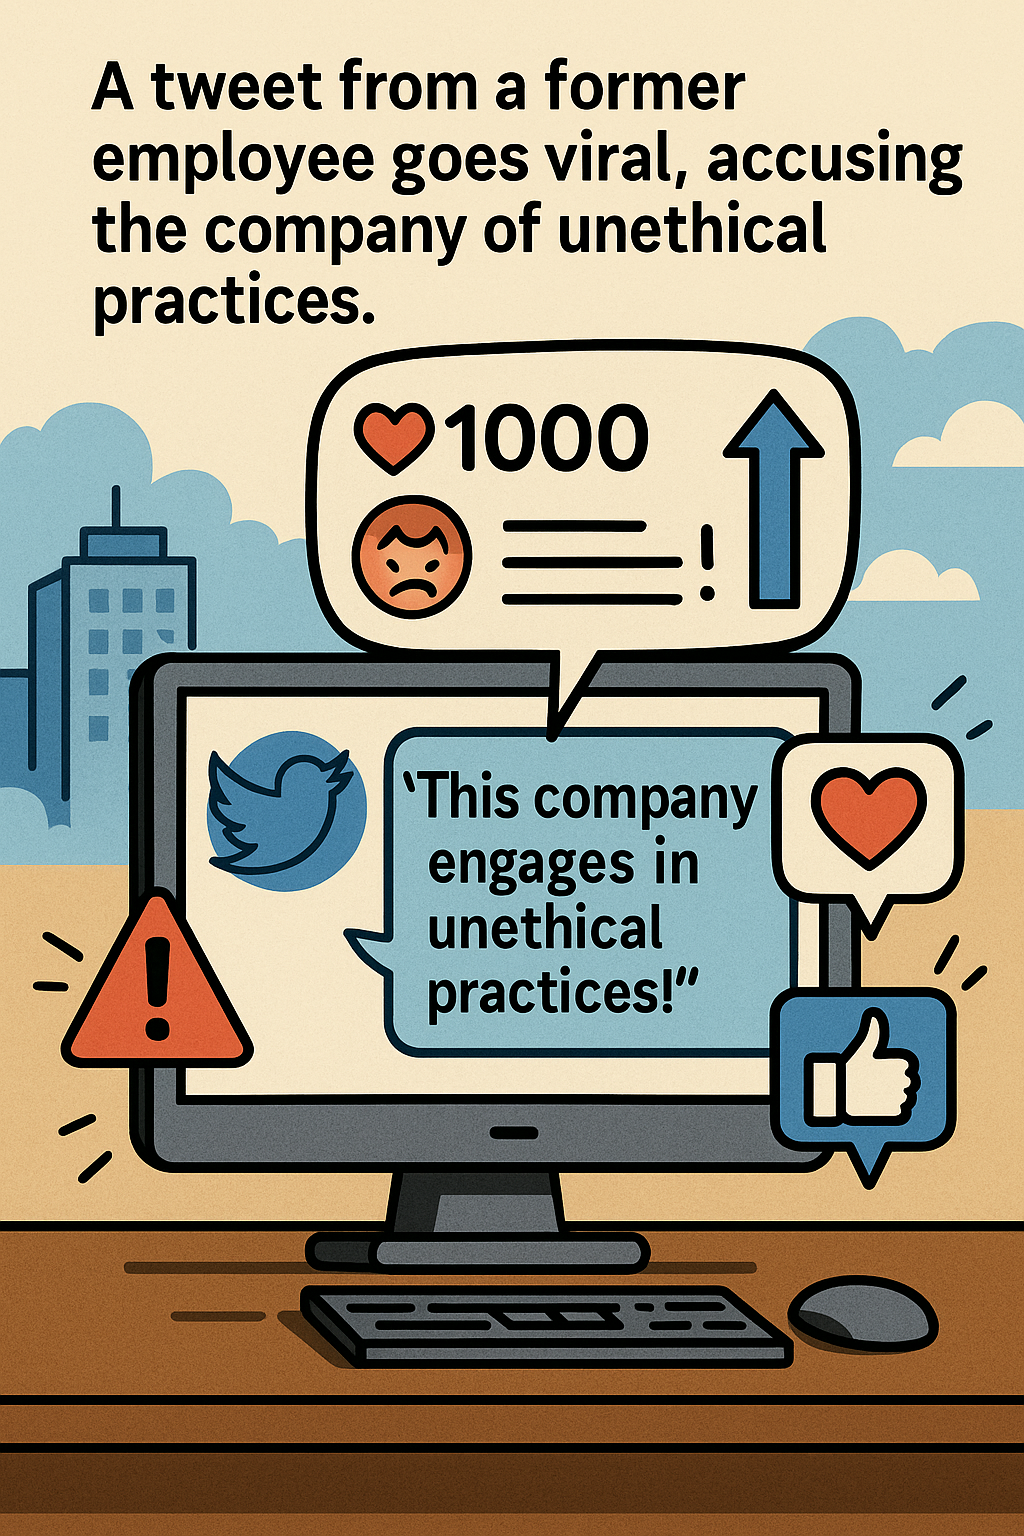 A tweet from a former
employee goes viral, accusing
the company of unethical
practices.
1000
!
‵This company
engages in
unethical
practices!”
!